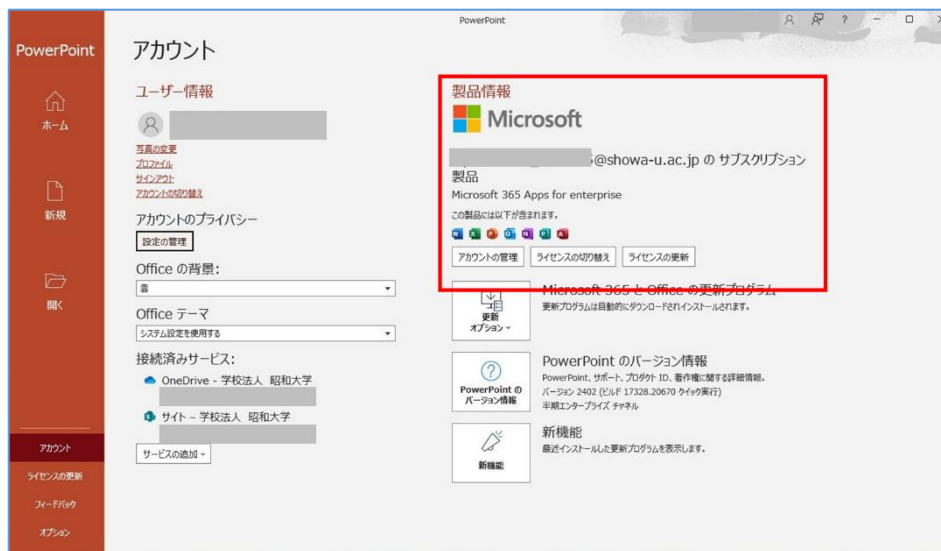 PowerPoint
PowerPoint
ホーム
新規
開く
アカウント
ライセンスの更新
フィードバック
オプション
アカウント
ユーザー情報
写真の変更
プロファイル
サインアウト
アカウントの切り替え
アカウントのプライバシー
設定の管理
Office の背景:
雲
Office テーマ
システム設定を使用する
接続済みサービス:
OneDrive - 学校法人 昭和大学
サイト - 学校法人 昭和大学
サービスの追加
製品情報
Microsoft
@showa-u.ac.jp の サブスクリプション
製品
Microsoft 365 Apps for enterprise
この製品には以下が含まれます。
アカウントの管理 ライセンスの切り替え ライセンスの更新
更新
オプション
Microsoft 365 と Office の更新プログラム
更新プログラムは自動的にダウンロードされインストールされます。
PowerPoint の
バージョン情報
PowerPoint のバージョン情報
PowerPoint、サポート、プロダクト ID、著作権に関する詳細情報。
バージョン 2402 (ビルド 17328.20670 クイック実行)
半期エンタープライズ チャネル
新機能
新機能
最近インストールした更新プログラムを表示します。